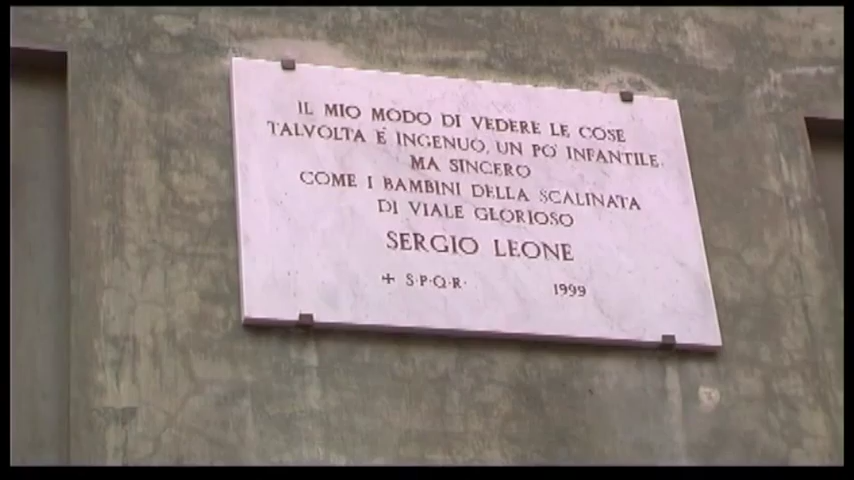 IL MIO MODO DI VEDERE LE COSE
TALVOLTA È INGENUO, UN PO' INFANTILE
MA SINCERO
COME I BAMBINI DELLA SCALINATA
DI VIALE GLORIOSO
SERGIO LEONE
+ S·P·Q·R· 1999